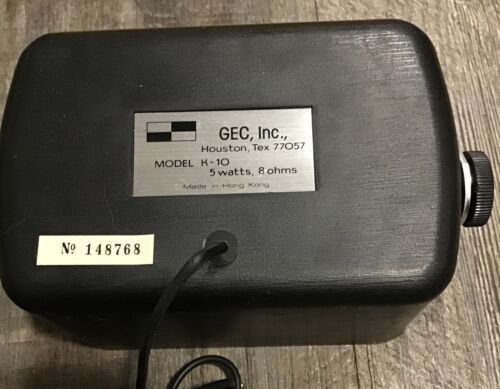 GEC, Inc.,
Houston, Tex 77057
MODEL K-10
5 watts, 8 ohms
Made in Hong Kong
Nº 148768